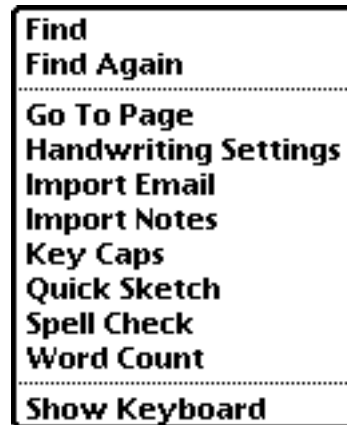 Find
Find Again
Go To Page
Handwriting Settings
Import Email
Import Notes
Key Caps
Quick Sketch
Spell Check
Word Count
Show Keyboard